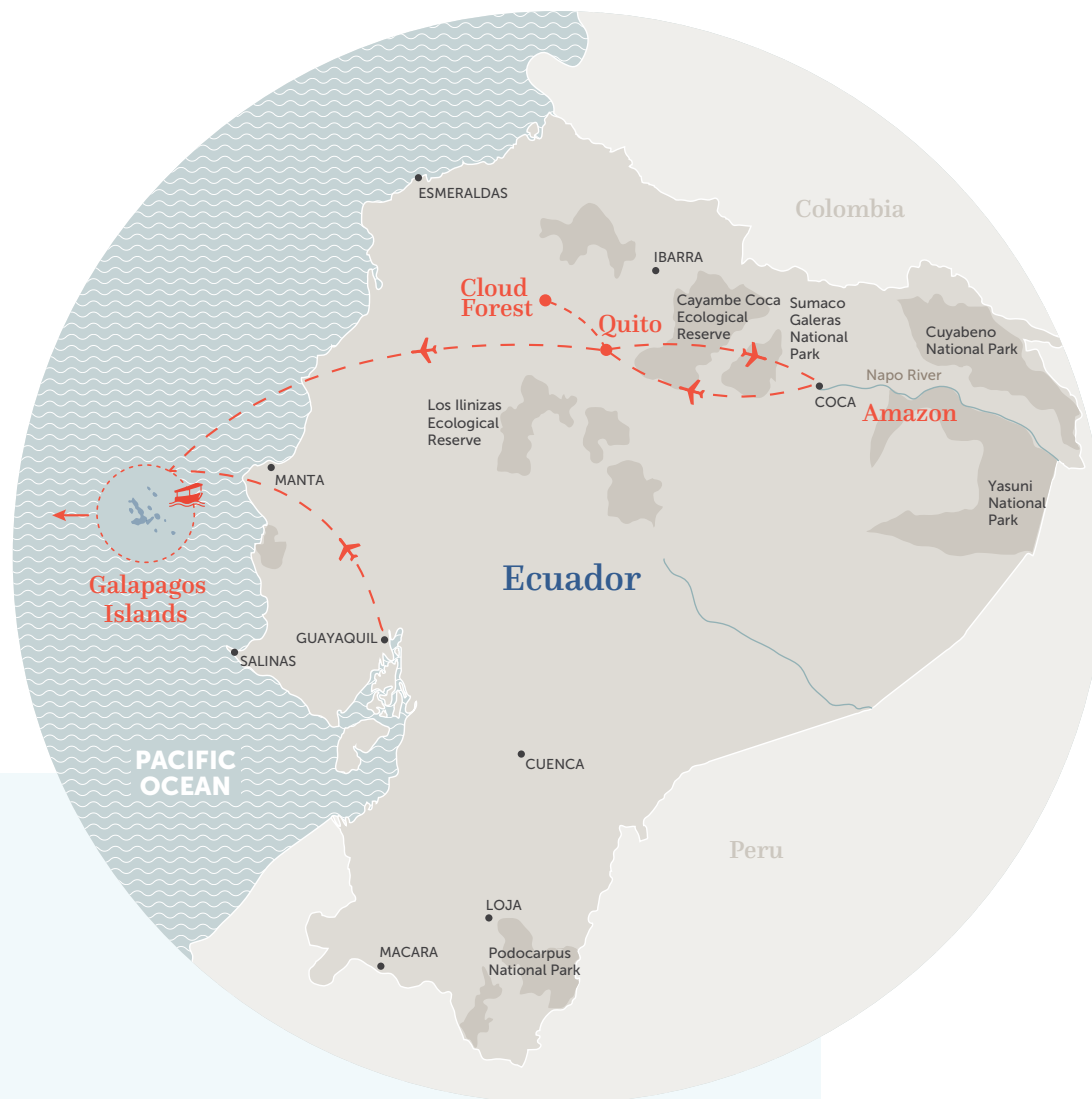 Colombia
ESMERALDAS
IBARRA
Cloud
Forest
Quito
Cayambe Coca
Ecological
Reserve
Sumaco
Galeras
National
Park
Cuyabeno
National Park
Napo River
COCA
Amazon
Los Ilinizas
Ecological
Reserve
MANTA
Yasuni
National
Park
Ecuador
Galapagos
Islands
GUAYAQUIL
SALINAS
PACIFIC
OCEAN
CUENCA
Peru
LOJA
MACARA
Podocarpus
National Park